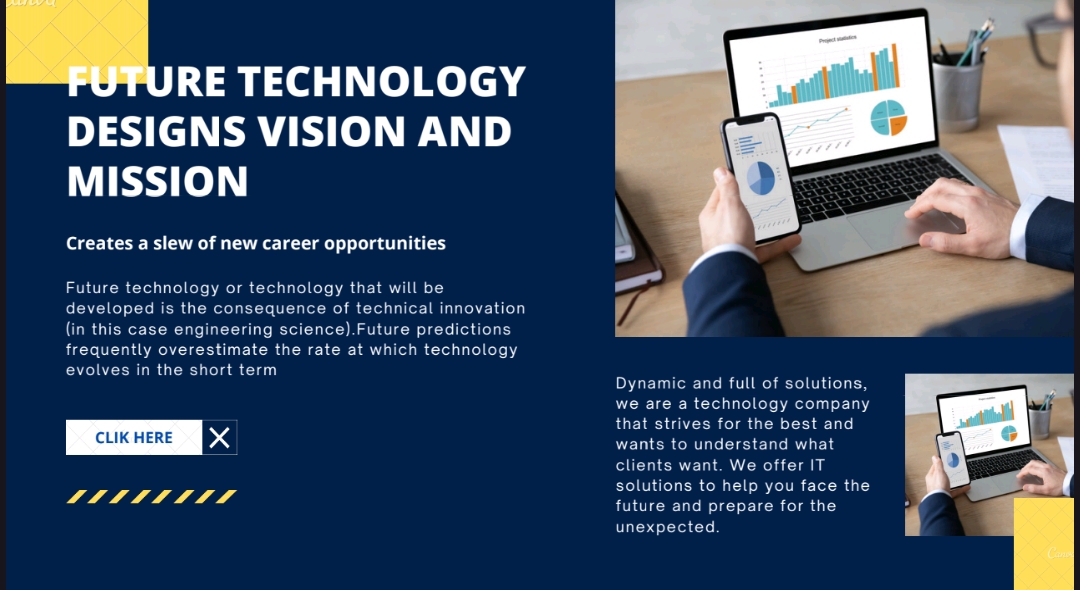 Canva
FUTURE TECHNOLOGY
DESIGNS VISION AND
MISSION
Creates a slew of new career opportunities
Future technology or technology that will be
developed is the consequence of technical innovation
(in this case engineering science).Future predictions
frequently overestimate the rate at which technology
evolves in the short term
CLIK HERE
Project statistics
Dynamic and full of solutions,
we are a technology company
that strives for the best and
wants to understand what
clients want. We offer IT
solutions to help you face the
future and prepare for the
unexpected.